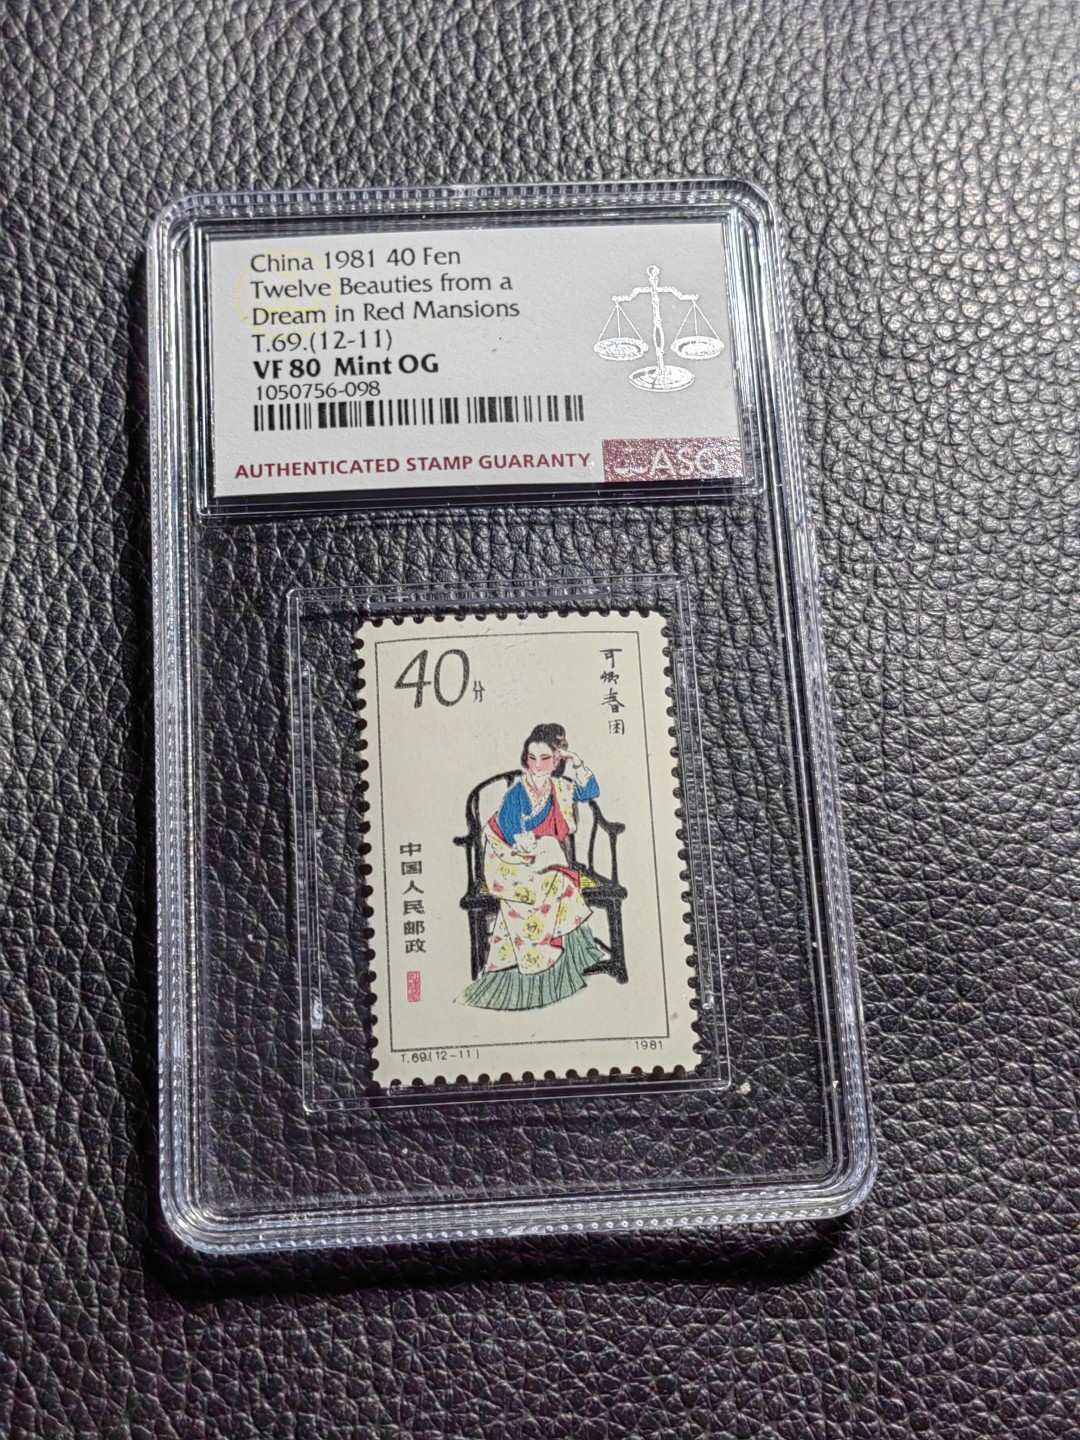 China 1981 40 Fen
Twelve Beauties from a
Dream in Red Mansions
T.69.(12-11)
VF 80 Mint OG
1050756-098
AUTHENTICATED STAMP GUARANTY
ASG
40分
可卿春困
中国人民邮政
T.69.(12-11)
1981